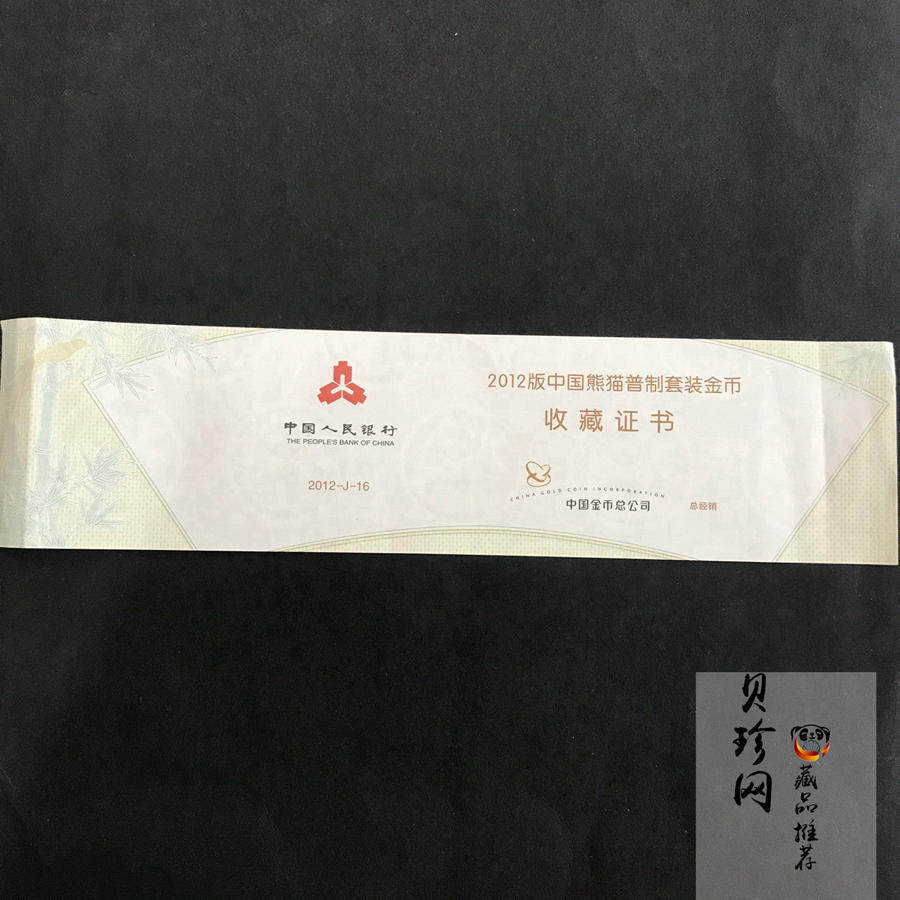 中国人民银行
THE PEOPLE'S BANK OF CHINA
2012-J-16
2012版中国熊猫普制套装金币
收藏证书
CHINA GOLD COIN INCORPORATION
中国金币总公司
总经销
贝珍网
藏品推荐